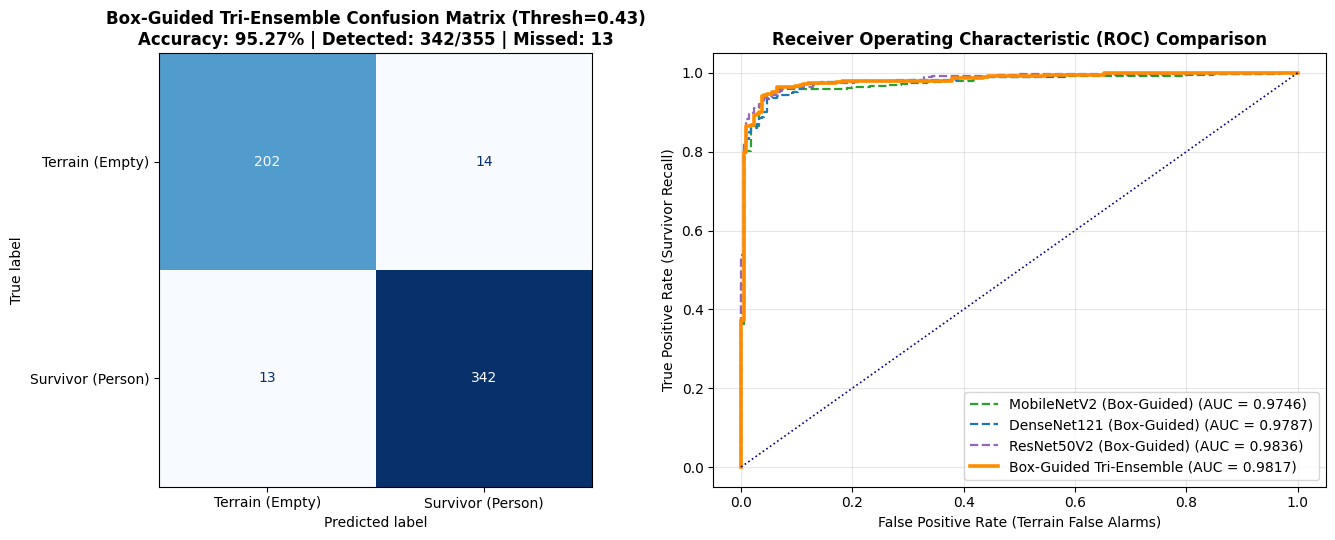 Box-Guided Tri-Ensemble Confusion Matrix (Thresh=0.43)
Accuracy: 95.27% | Detected: 342/355 | Missed: 13
True label
Terrain (Empty)
Survivor (Person)
202
14
13
342
Terrain (Empty)
Survivor (Person)
Predicted label
Receiver Operating Characteristic (ROC) Comparison
True Positive Rate (Survivor Recall)
1.0
0.8
0.6
0.4
0.2
0.0
MobileNetV2 (Box-Guided) (AUC = 0.9746)
DenseNet121 (Box-Guided) (AUC = 0.9787)
ResNet50V2 (Box-Guided) (AUC = 0.9836)
Box-Guided Tri-Ensemble (AUC = 0.9817)
0.0
0.2
0.4
0.6
0.8
1.0
False Positive Rate (Terrain False Alarms)